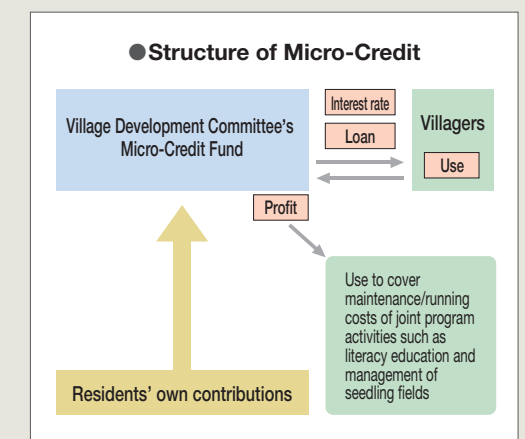 ●Structure of Micro-Credit
Village Development Committee's
Micro-Credit Fund
Interest rate
Loan
Villagers
Use
Profit
Use to cover
maintenance/running
costs of joint program
activities such as
literacy education and
management of
seedling fields
Residents' own contributions